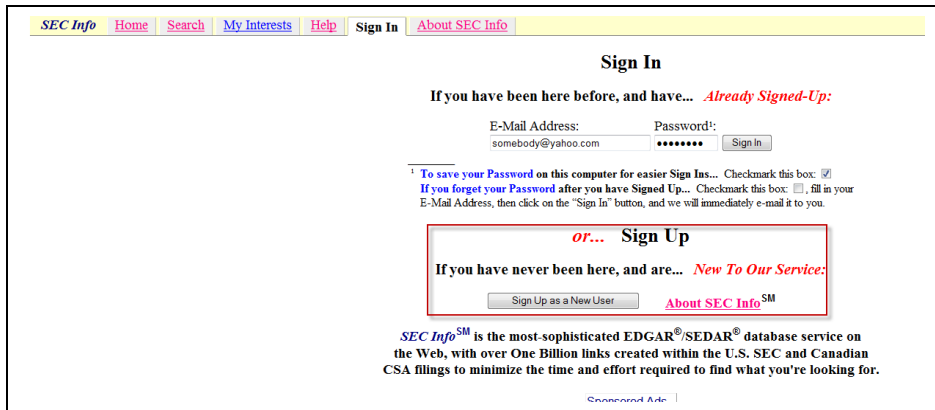 SEC Info Home Search My Interests Help Sign In About SEC Info
Sign In
If you have been here before, and have... Already Signed-Up:
E-Mail Address: Password¹:
somebody@yahoo.com •••••••• Sign In
¹ To save your Password on this computer for easier Sign Ins... Checkmark this box:
If you forget your Password after you have Signed Up... Checkmark this box: , fill in your
E-Mail Address, then click on the “Sign In” button, and we will immediately e-mail it to you.
or... Sign Up
If you have never been here, and are... New To Our Service:
Sign Up as a New User About SEC Info SM
SEC Info SM is the most-sophisticated EDGAR®/SEDAR® database service on
the Web, with over One Billion links created within the U.S. SEC and Canadian
CSA filings to minimize the time and effort required to find what you're looking for.
Sponsored Ads